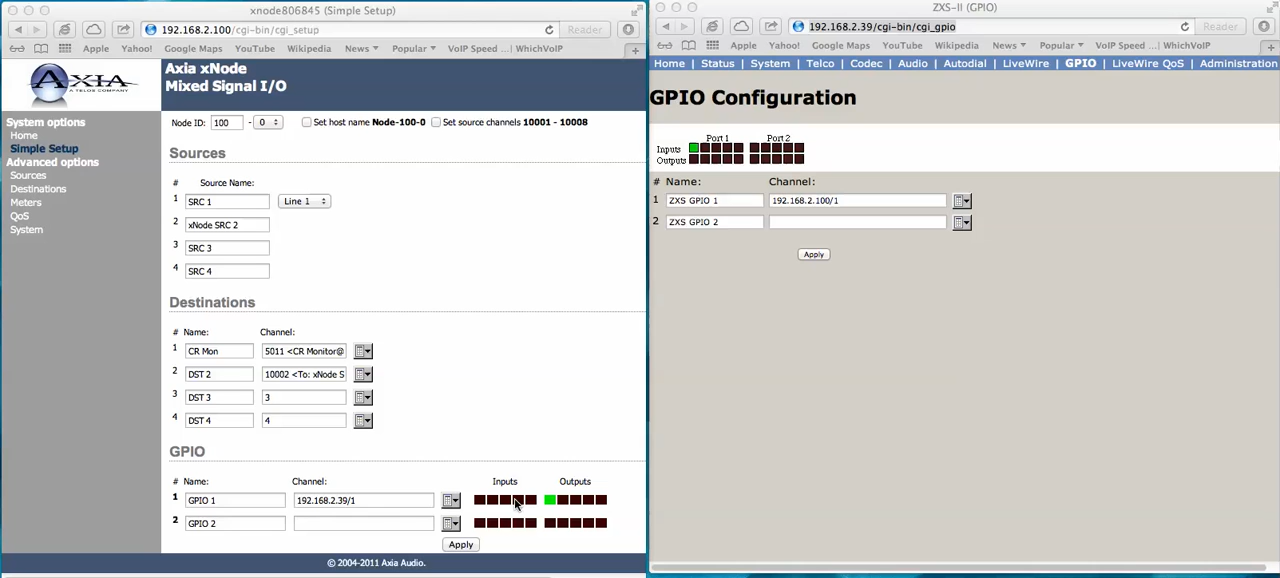 xnode806845 (Simple Setup)
192.168.2.100/cgi-bin/cgi_setup
Reader
Apple Yahoo! Google Maps YouTube Wikipedia News Popular VoIP Speed ...| WhichVoIP
AXIA
A TELOS COMPANY
Axia xNode
Mixed Signal I/O
System options
Home
Simple Setup
Advanced options
Sources
Destinations
Meters
QoS
System
Node ID: 100 - 0 Set host name Node-100-0 Set source channels 10001 - 10008
Sources
# Source Name:
1 SRC 1 Line 1
2 xNode SRC 2
3 SRC 3
4 SRC 4
Destinations
# Name: Channel:
1 CR Mon 5011 <CR Monitor@
2 DST 2 10002 <To: xNode S
3 DST 3 3
4 DST 4 4
GPIO
# Name: Channel: Inputs Outputs
1 GPIO 1 192.168.2.39/1
2 GPIO 2
Apply
© 2004-2011 Axia Audio.
ZXS-II (GPIO)
192.168.2.39/cgi-bin/cgi_gpio
Reader
Apple Yahoo! Google Maps YouTube Wikipedia News Popular VoIP Speed ...| WhichVoIP
Home | Status | System | Telco | Codec | Audio | Autodial | LiveWire | GPIO | LiveWire QoS | Administration
GPIO Configuration
Port 1 Port 2
Inputs
Outputs
# Name: Channel:
1 ZXS GPIO 1 192.168.2.100/1
2 ZXS GPIO 2
Apply